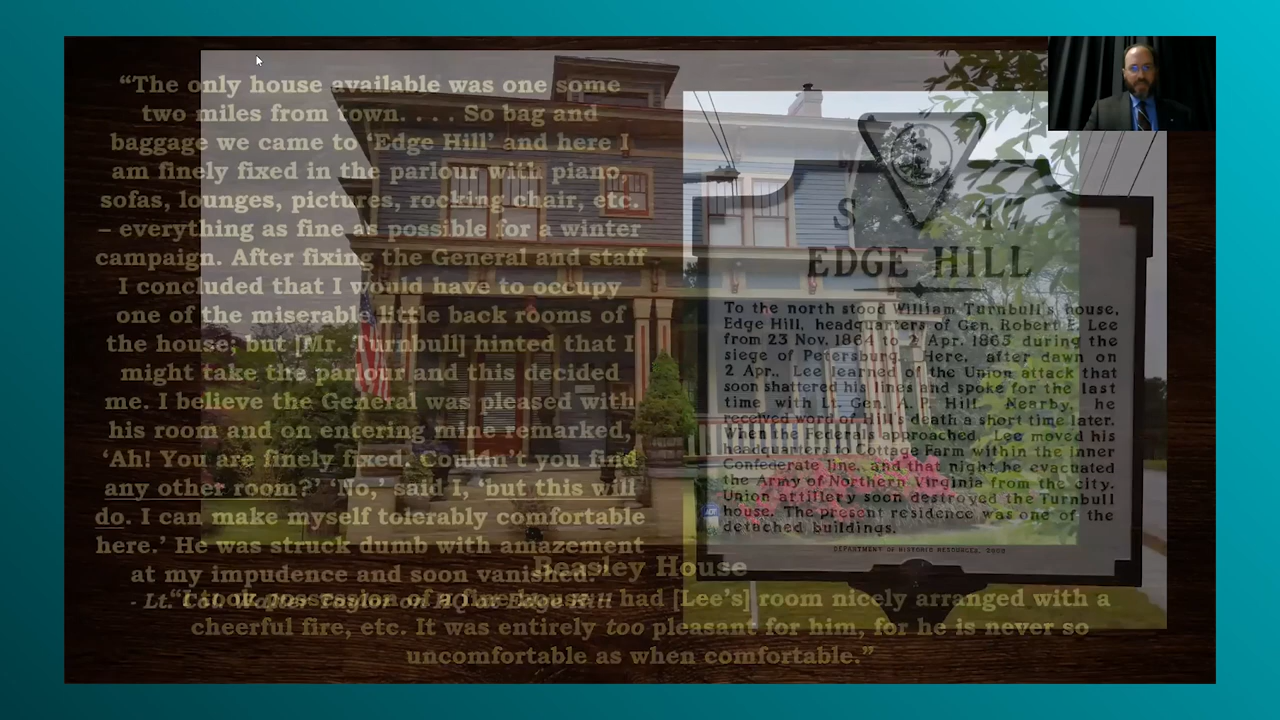 “The only house available was one some
two miles from town. . . . So bag and
baggage we came to ‘Edge Hill’ and here I
am finely fixed in the parlour with piano,
sofas, lounges, pictures, rocking chair, etc.
– everything as fine as possible for a winter
campaign. After fixing the General and staff
I concluded that I would have to occupy
one of the miserable little back rooms of
the house, but [Mr. Turnbull] hinted that I
might take the parlour and this decided
me. I believe the General was pleased with
his room and on entering mine remarked,
‘Ah! You are finely fixed. Couldn’t you find
any other room?’ ‘No,’ said I, ‘but this will
do. I can make myself tolerably comfortable
here.’ He was struck dumb with amazement
at my impudence and soon vanished.”
- Lt. Col. Walter Taylor on HQ at Edge Hill
S 47
EDGE HILL
To the north stood William Turnbull's house,
Edge Hill, headquarters of Gen. Robert E. Lee
from 23 Nov. 1864 to 2 Apr. 1865 during the
siege of Petersburg. Here, after dawn on
2 Apr., Lee learned of the Union attack that
soon shattered his lines and spoke for the last
time with Lt. Gen. A. P. Hill. Nearby, he
received word of Hill's death a short time later.
When the Federals approached, Lee moved his
headquarters to Cottage Farm within the inner
Confederate line, and that night he evacuated
the Army of Northern Virginia from the city.
Union artillery soon destroyed the Turnbull
house. The present residence was one of the
detached buildings.
DEPARTMENT OF HISTORIC RESOURCES,
Beasley House
“I took possession of a fine house had [Lee’s] room nicely arranged with a
cheerful fire, etc. It was entirely too pleasant for him, for he is never so
uncomfortable as when comfortable.”